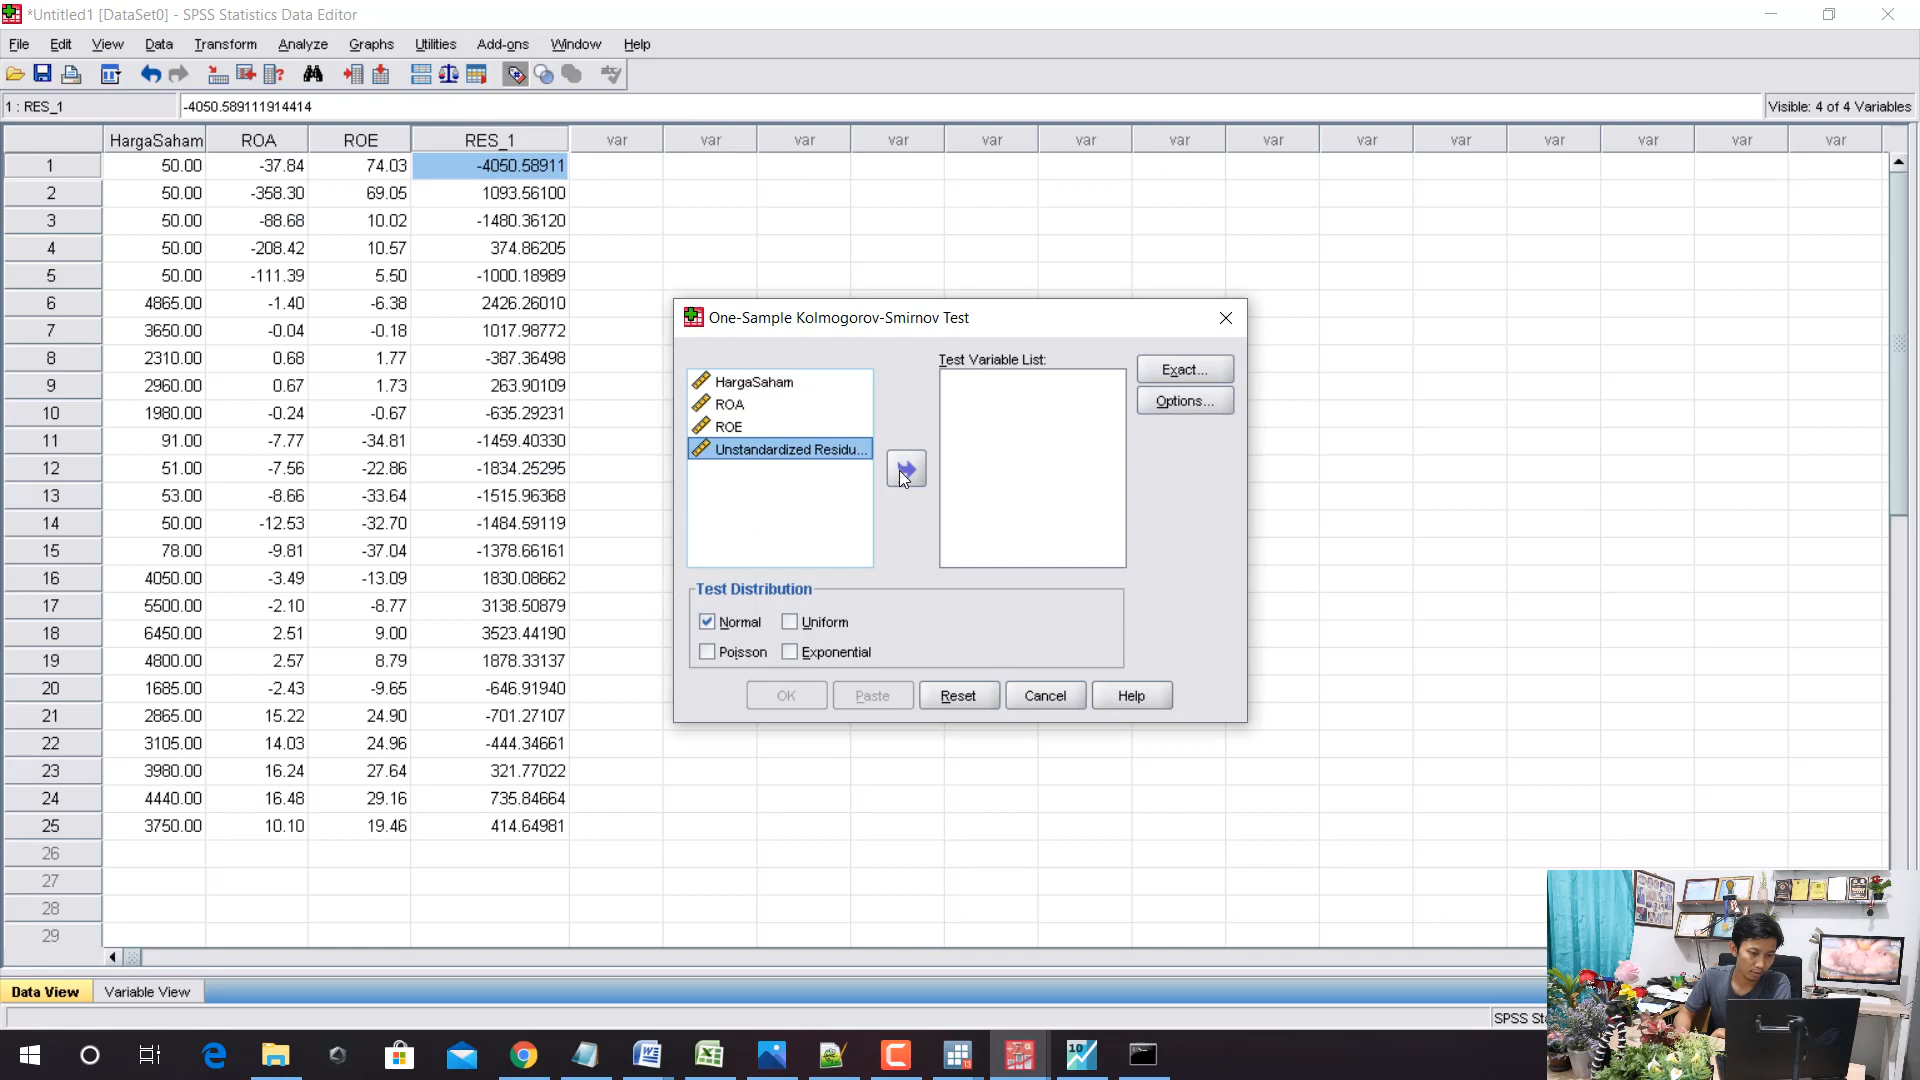 *Untitled1 [DataSet0] - SPSS Statistics Data Editor
File Edit View Data Transform Analyze Graphs Utilities Add-ons Window Help
1 : RES_1 -4050.589111914414 Visible: 4 of 4 Variables
HargaSaham ROA ROE RES_1 var var var var var var var var var var var var var var
1 50.00 -37.84 74.03 -4050.58911
2 50.00 -358.30 69.05 1093.56100
3 50.00 -88.68 10.02 -1480.36120
4 50.00 -208.42 10.57 374.86205
5 50.00 -111.39 5.50 -1000.18989
6 4865.00 -1.40 -6.38 2426.26010
7 3650.00 -0.04 -0.18 1017.98772
8 2310.00 0.68 1.77 -387.36498
9 2960.00 0.67 1.73 263.90109
10 1980.00 -0.24 -0.67 -635.29231
11 91.00 -7.77 -34.81 -1459.40330
12 51.00 -7.56 -22.86 -1834.25295
13 53.00 -8.66 -33.64 -1515.96368
14 50.00 -12.53 -32.70 -1484.59119
15 78.00 -9.81 -37.04 -1378.66161
16 4050.00 -3.49 -13.09 1830.08662
17 5500.00 -2.10 -8.77 3138.50879
18 6450.00 2.51 9.00 3523.44190
19 4800.00 2.57 8.79 1878.33137
20 1685.00 -2.43 -9.65 -646.91940
21 2865.00 15.22 24.90 -701.27107
22 3105.00 14.03 24.96 -444.34661
23 3980.00 16.24 27.64 321.77022
24 4440.00 16.48 29.16 735.84664
25 3750.00 10.10 19.46 414.64981
26
27
28
29
One-Sample Kolmogorov-Smirnov Test
Test Variable List:
HargaSaham
ROA
ROE
Unstandardized Residu...
Exact...
Options...
Test Distribution
Normal Uniform
Poisson Exponential
OK Paste Reset Cancel Help
Data View Variable View
SPSS St